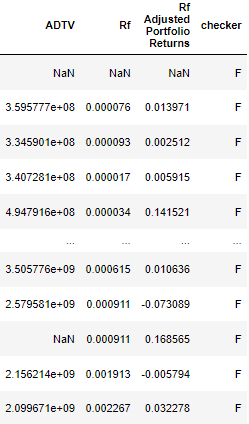 ADTV Rf Rf Adjusted Portfolio Returns checker
NaN NaN NaN F
3.595777e+08 0.000076 0.013971 F
3.345901e+08 0.000093 0.002512 F
3.407281e+08 0.000017 0.005915 F
4.947916e+08 0.000034 0.141521 F
... ... ... ...
3.505776e+09 0.000615 0.010636 F
2.579581e+09 0.000911 -0.073089 F
NaN 0.000911 0.168565 F
2.156214e+09 0.001913 -0.005794 F
2.099671e+09 0.002267 0.032278 F